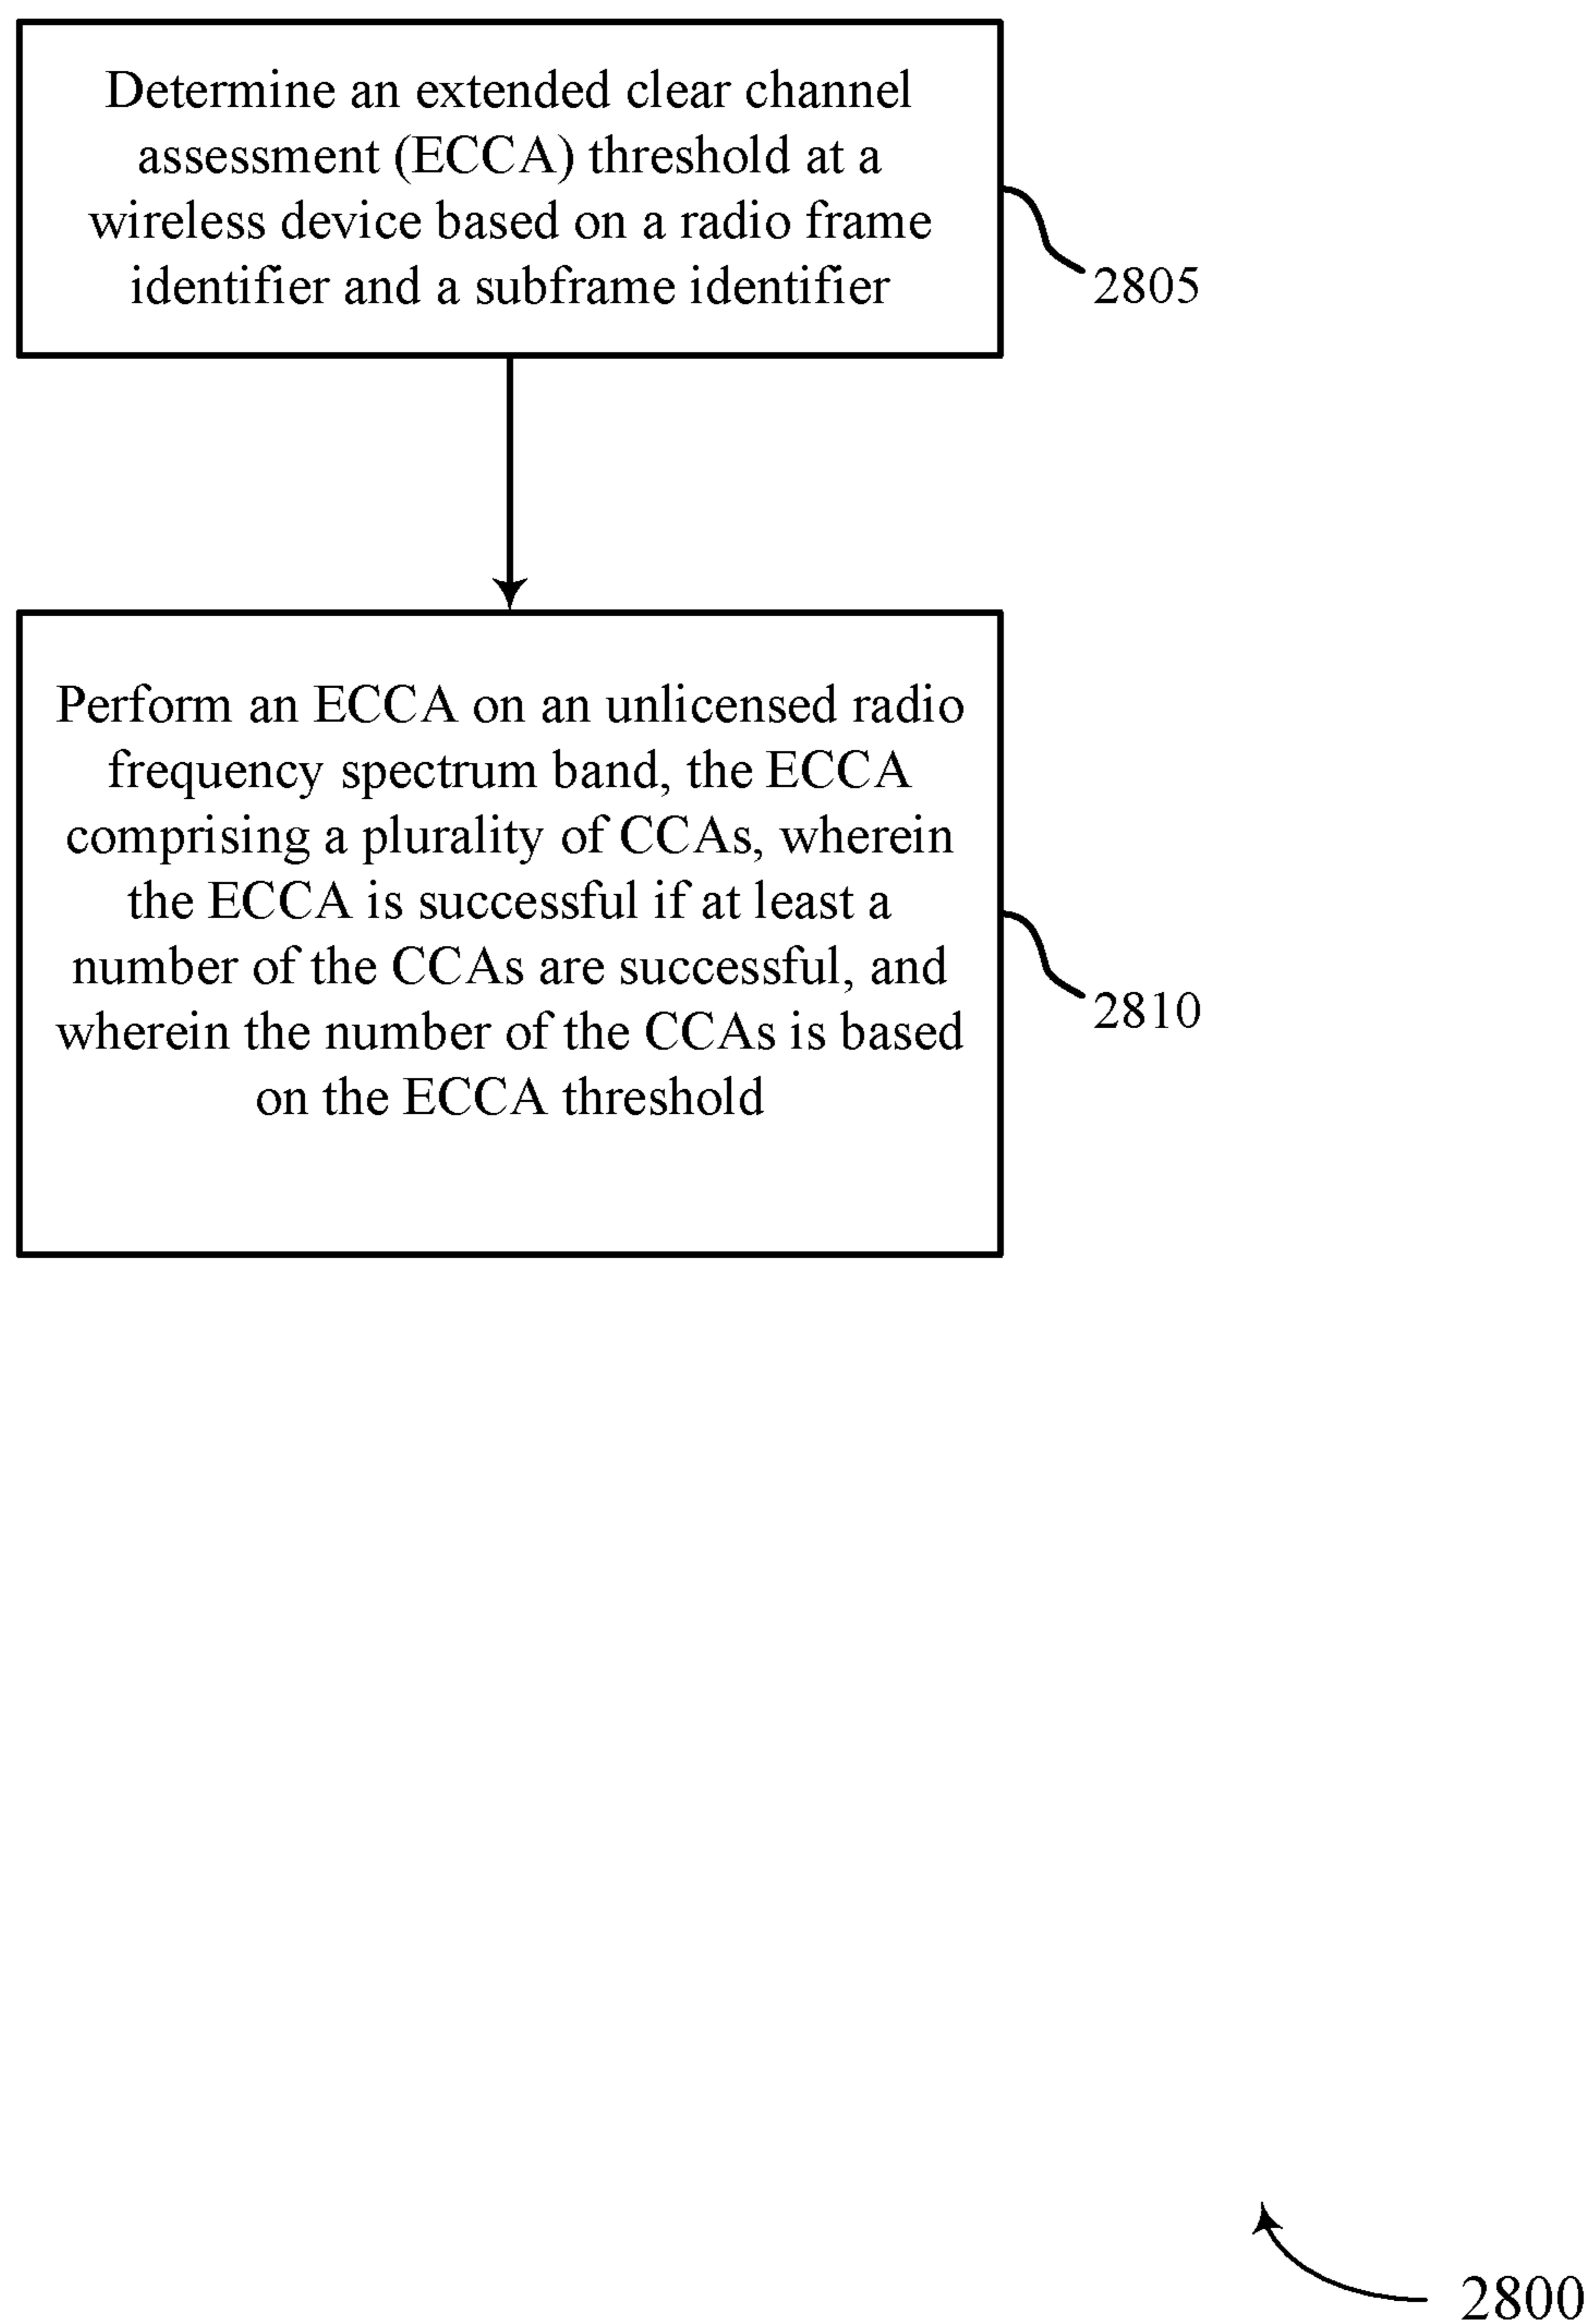 Determine an extended clear channel
assessment (ECCA) threshold at a
wireless device based on a radio frame
identifier and a subframe identifier
2805
Perform an ECCA on an unlicensed radio
frequency spectrum band, the ECCA
comprising a plurality of CCAs, wherein
the ECCA is successful if at least a
number of the CCAs are successful, and
wherein the number of the CCAs is based
on the ECCA threshold
2810
2800